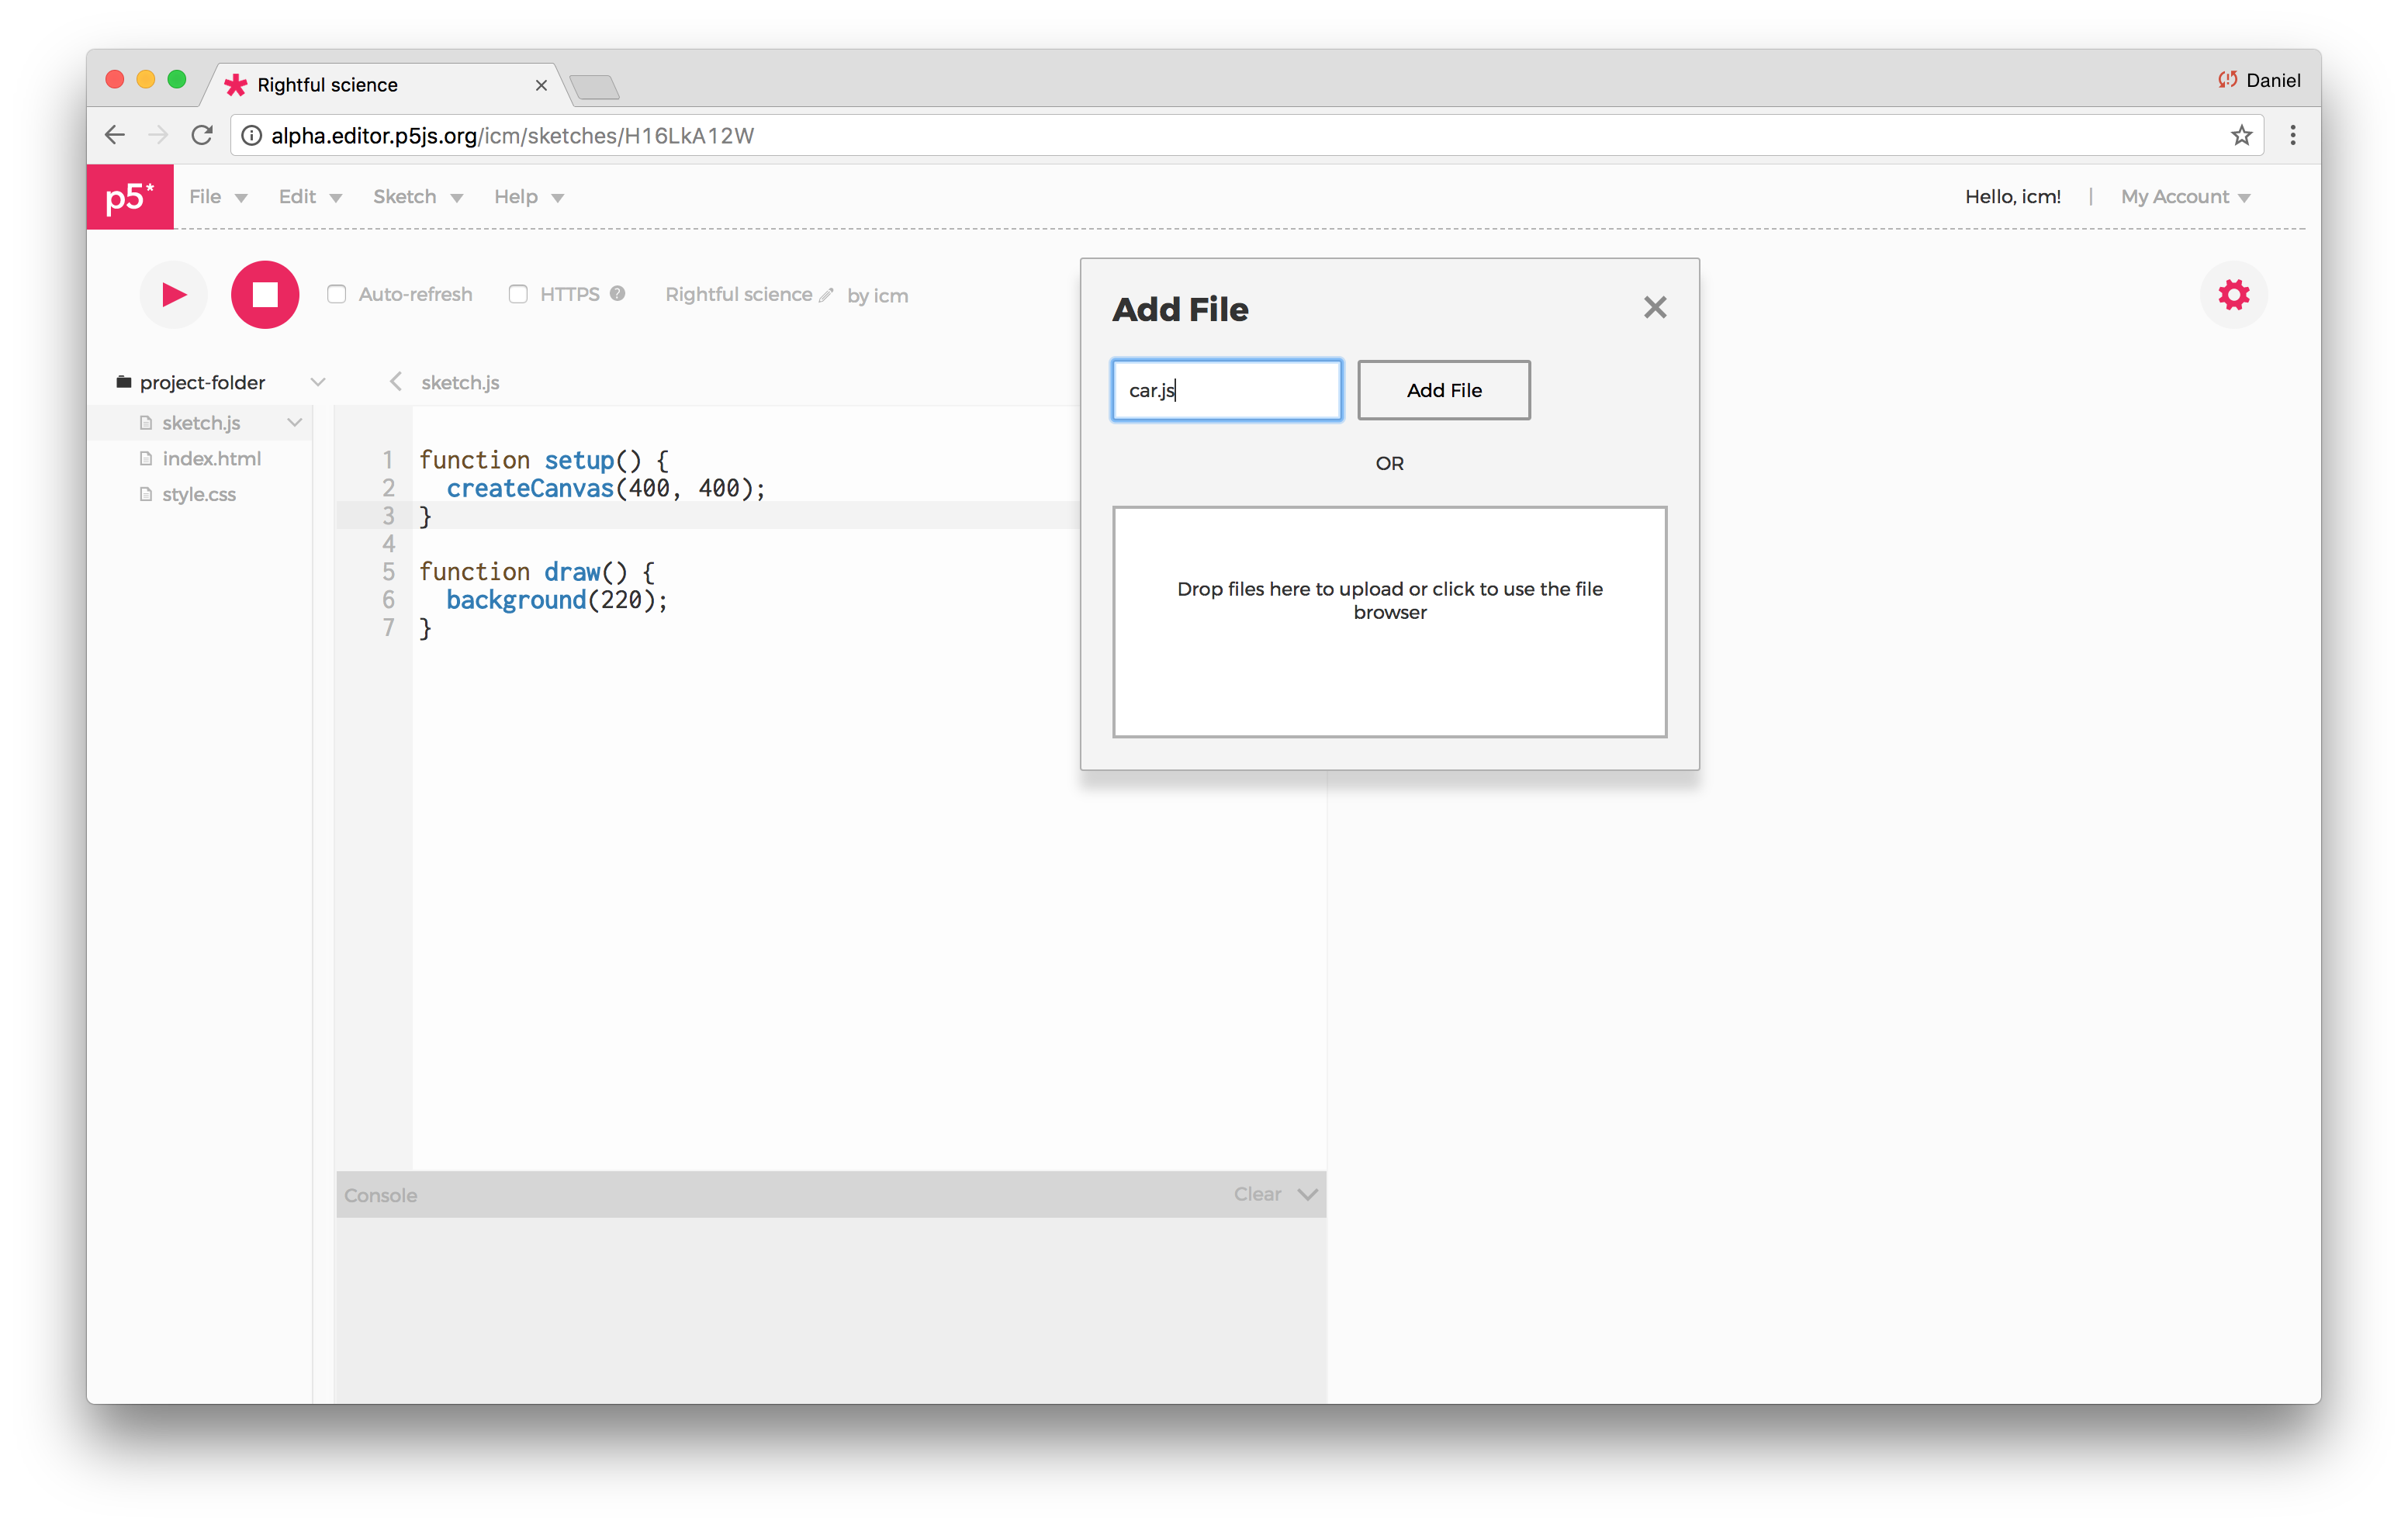 Rightful science
Daniel
alpha.editor.p5js.org/icm/sketches/H16LkA12W
p5*
File Edit Sketch Help
Hello, icm! | My Account
Auto-refresh HTTPS ? Rightful science by icm
project-folder
sketch.js
index.html
style.css
sketch.js
1 function setup() {
2   createCanvas(400, 400);
3 }
4
5 function draw() {
6   background(220);
7 }
Console
Clear
Add File
car.js
Add File
OR
Drop files here to upload or click to use the file
browser